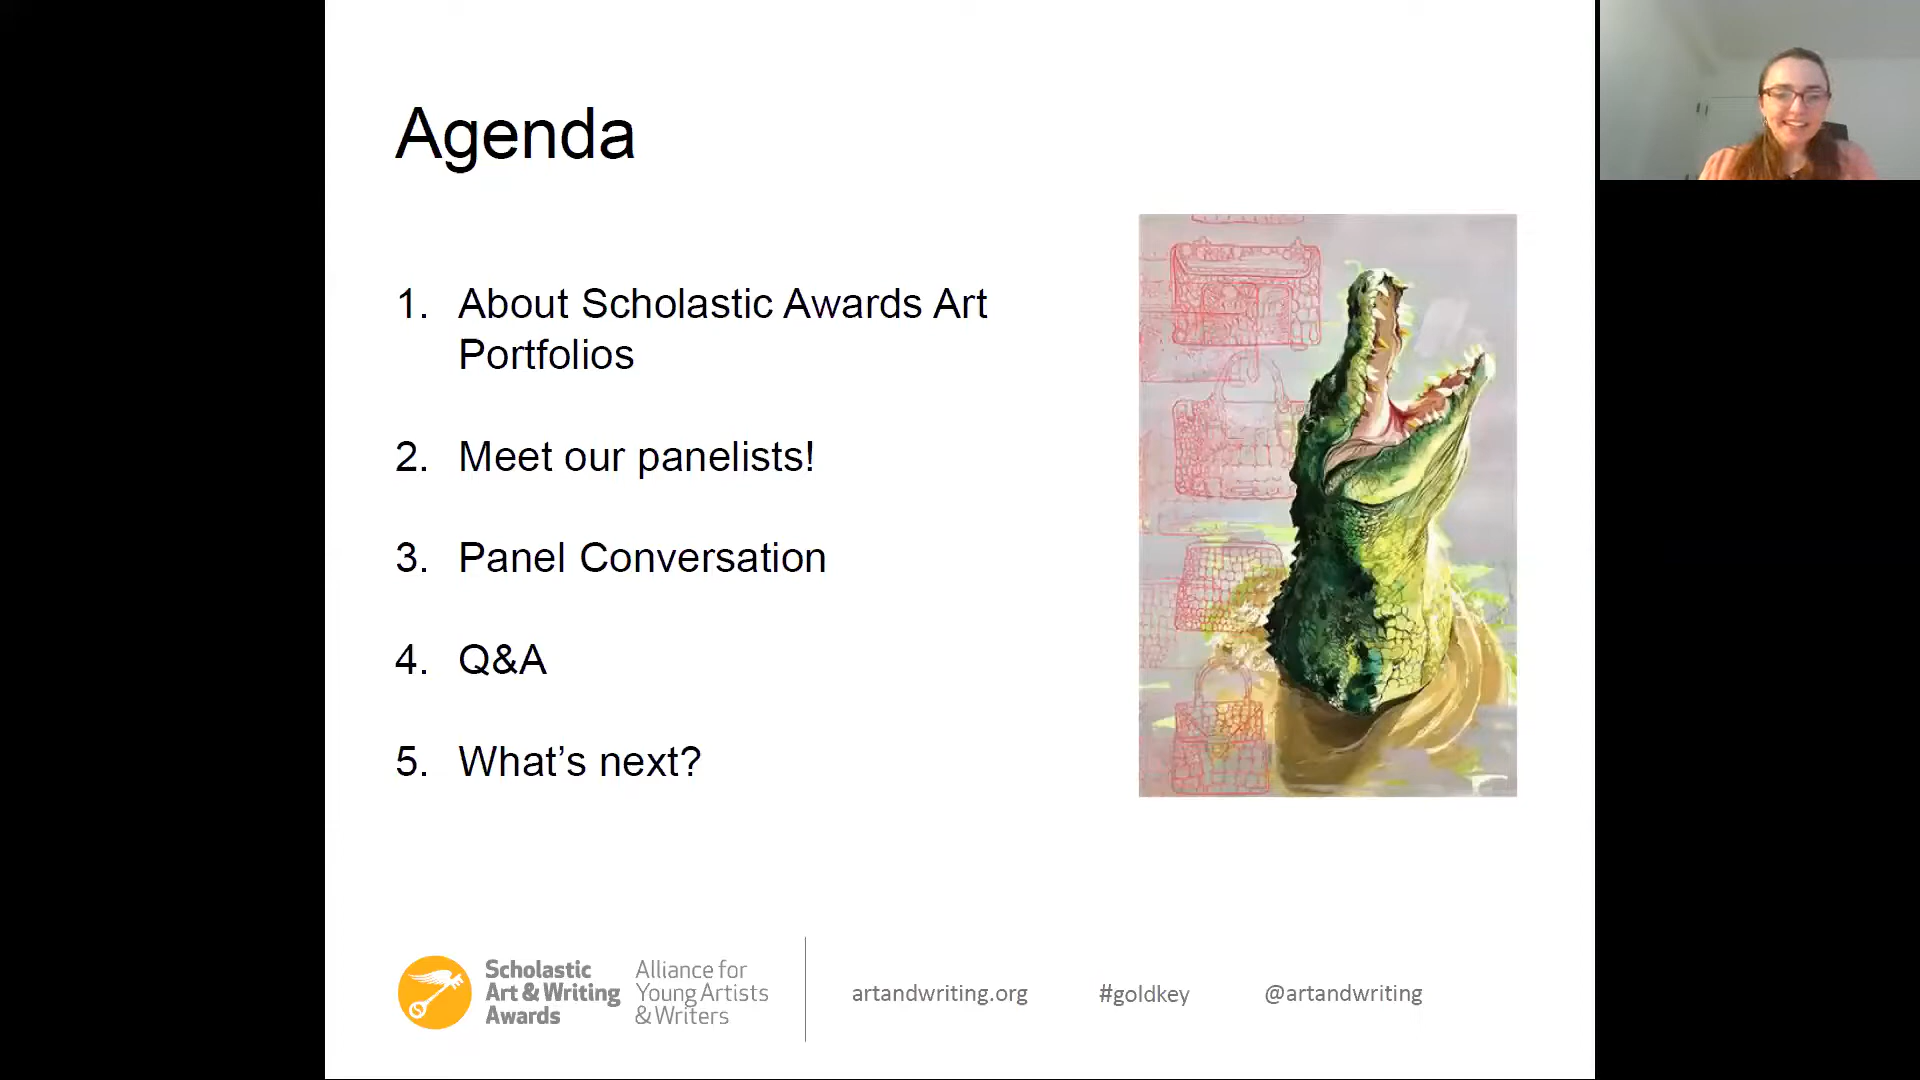 Agenda
1. About Scholastic Awards Art
Portfolios
2. Meet our panelists!
3. Panel Conversation
4. Q&A
5. What’s next?
Scholastic
Art & Writing
Awards
Alliance for
Young Artists
& Writers
artandwriting.org
#goldkey
@artandwriting